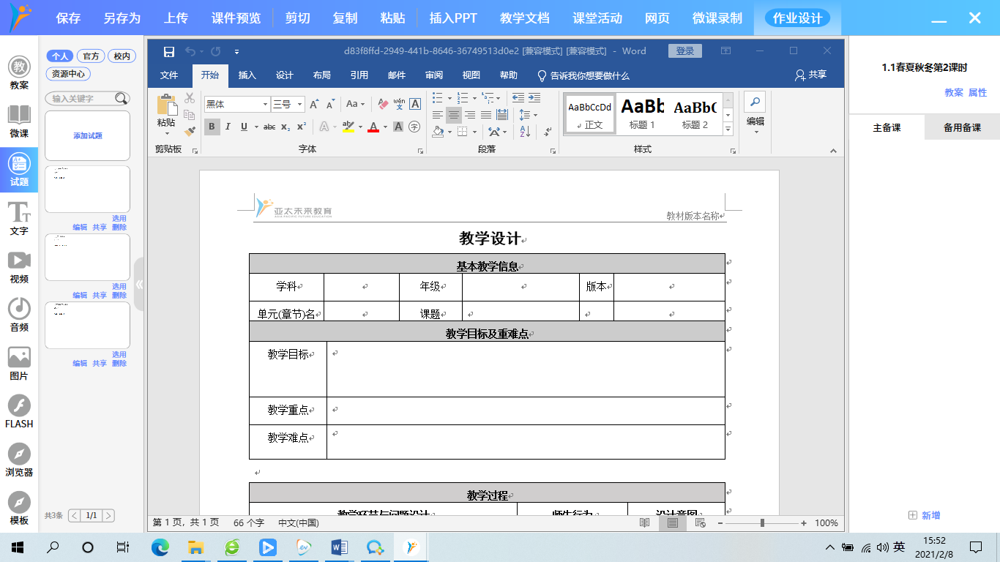 保存 另存为 上传 课件预览 剪切 复制 粘贴 插入PPT 教学文档 课堂活动 网页 微课录制 作业设计
教案
微课
试题
文字
视频
音频
图片
FLASH
浏览器
模板
个人 官方 校内
资源中心
输入关键字
添加试题
选用
编辑 共享 删除
选用
编辑 共享 删除
选用
编辑 共享 删除
共3条 1/1
d83f8ffd-2949-441b-8646-36749513d0e2 [兼容模式] [兼容模式] - Word 登录
文件 开始 插入 设计 布局 引用 邮件 审阅 视图 帮助 告诉我你想要做什么 共享
粘贴
剪贴板
黑体 三号
字体
段落
AaBbCcDd AaBb AaBbC
正文 标题 1 标题 2
样式
编辑
亚太未来教育
ASIA-PACIFIC FUTURE EDUCATION
教材版本名称
教学设计
基本教学信息
学科 年级 版本
单元(章节)名 课题
教学目标及重难点
教学目标
教学重点
教学难点
教学过程
教学环节与问题设计 师生行为 设计意图
第 1 页，共 1 页 66 个字 中文(中国) 100%
1.1春夏秋冬第2课时
教案 属性
主备课 备用备课
新增
英
15:52
2021/2/8